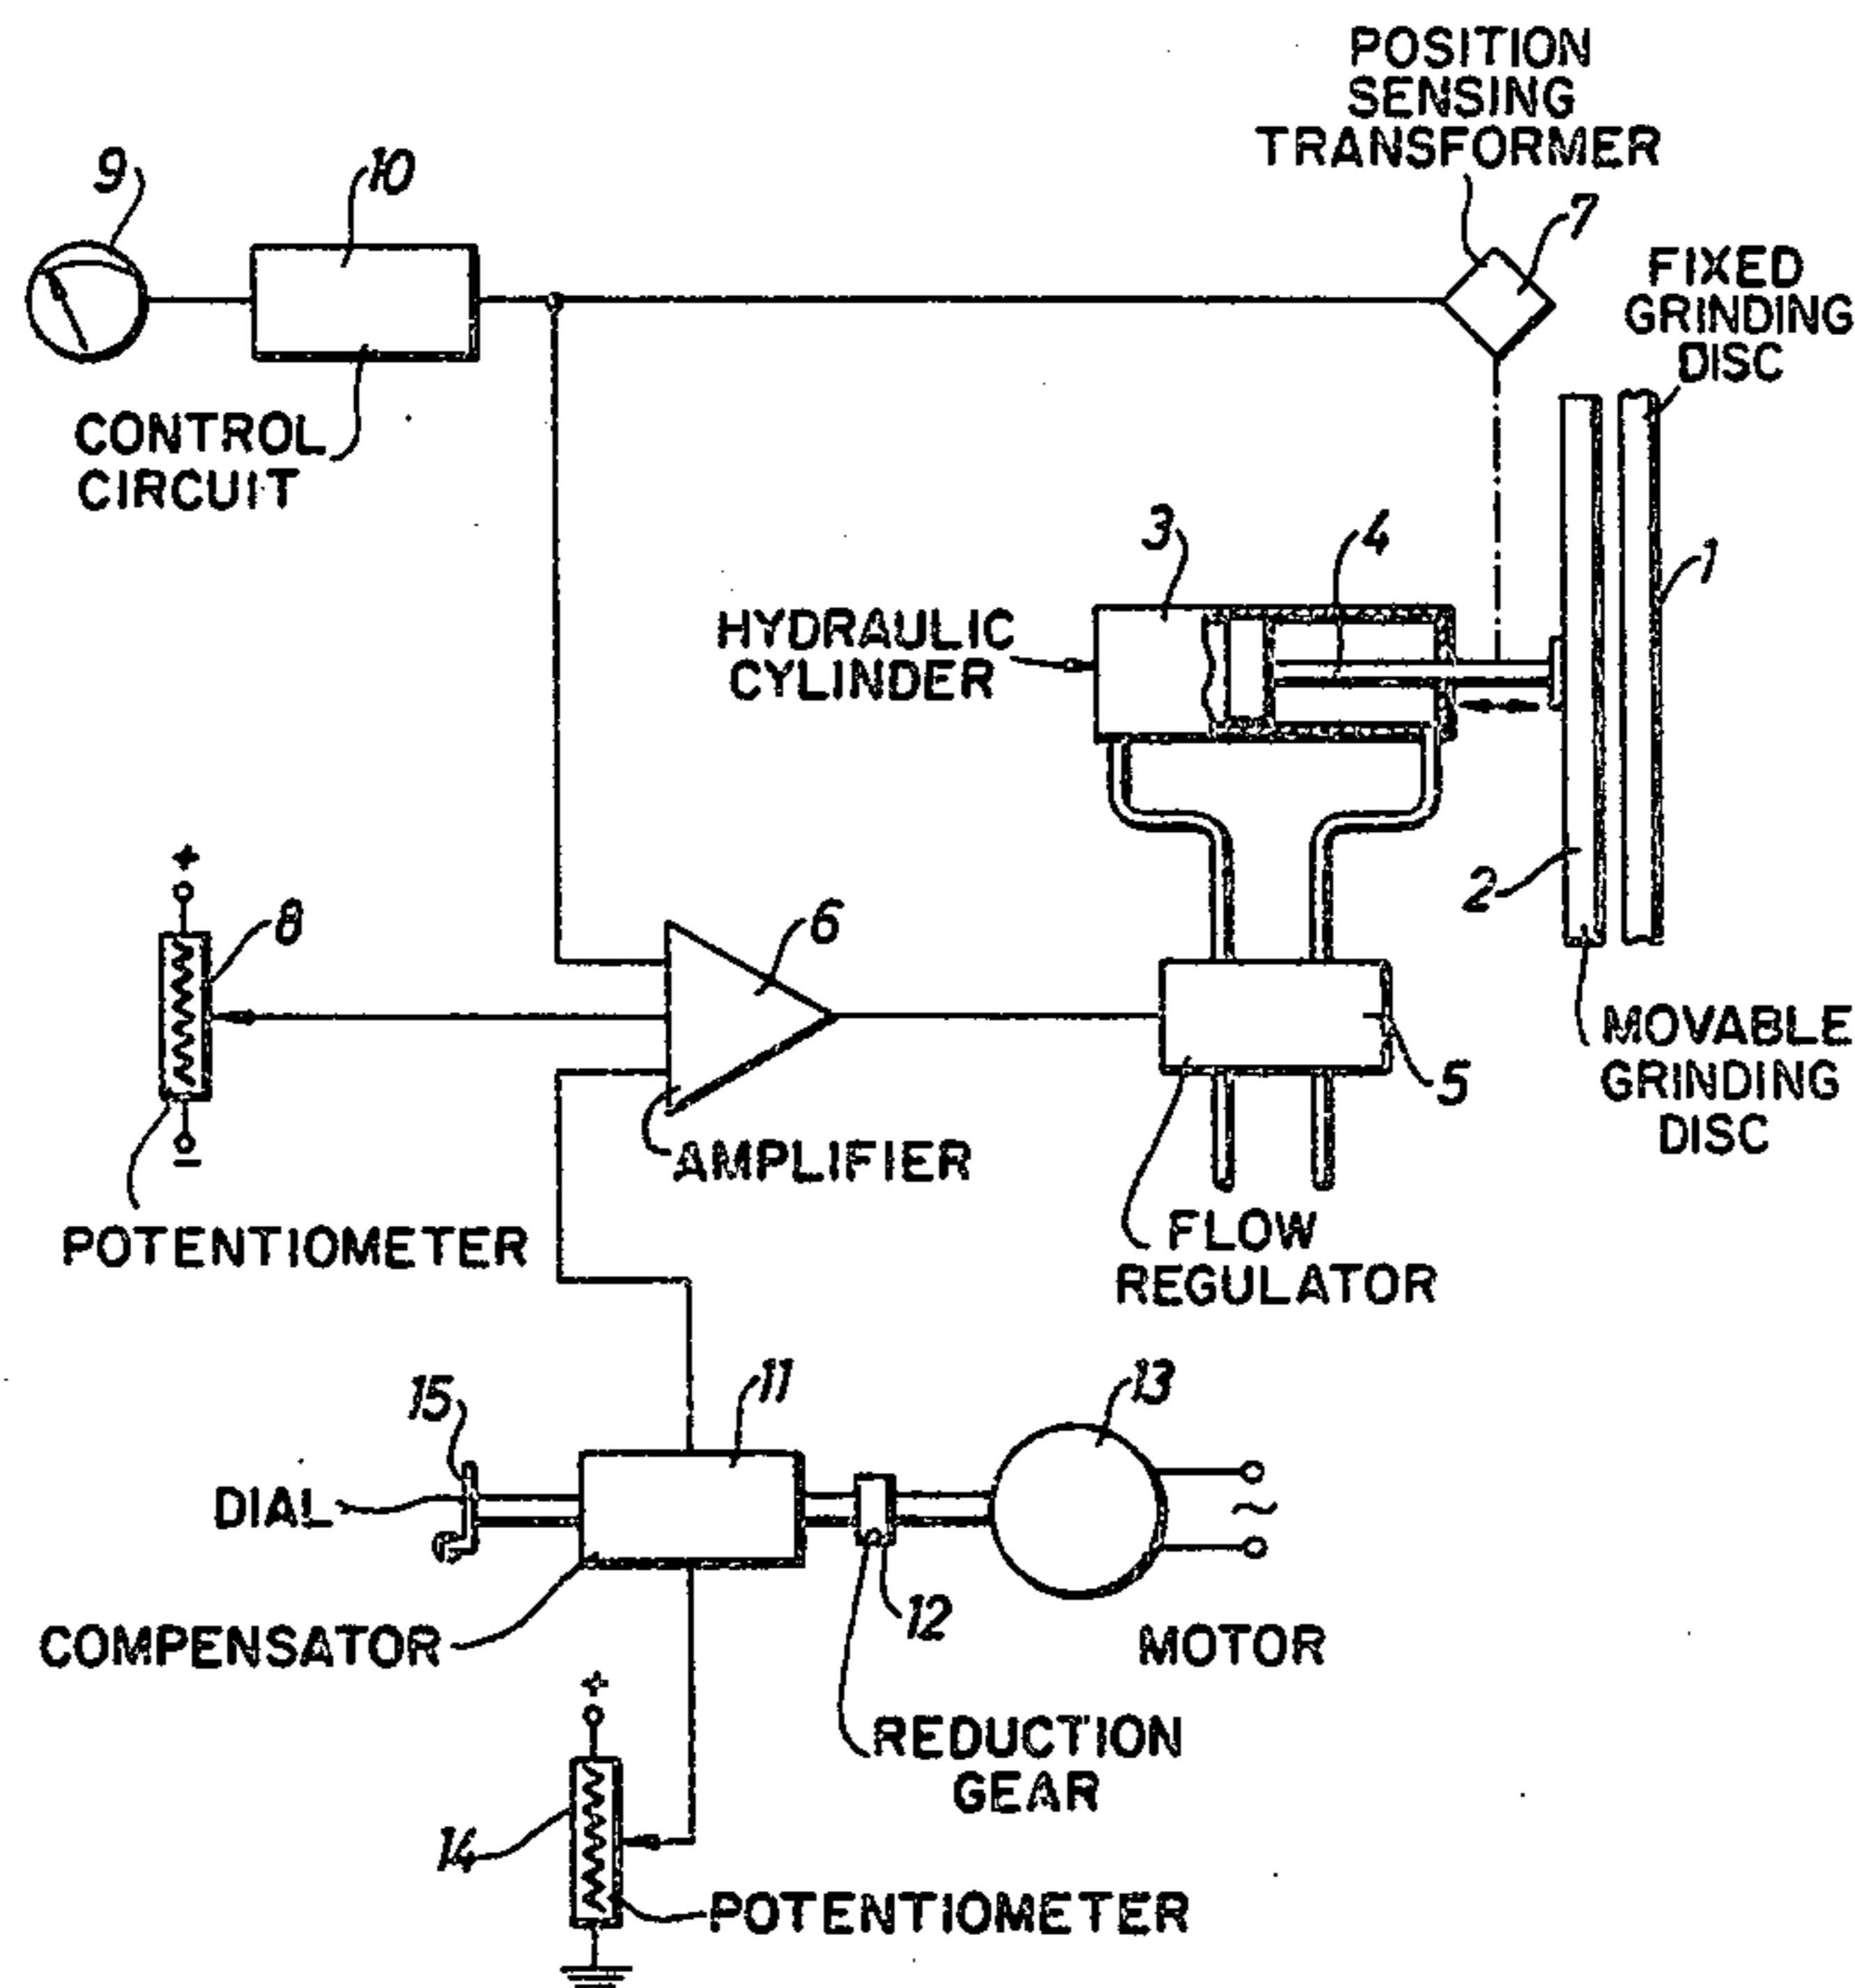 POSITION
SENSING
TRANSFORMER
9
10
7
FIXED
GRINDING
DISC
CONTROL
CIRCUIT
3
4
1
HYDRAULIC
CYLINDER
+
8
6
2
MOVABLE
GRINDING
DISC
5
AMPLIFIER
−
POTENTIOMETER
FLOW
REGULATOR
15
11
13
DIAL
~
12
COMPENSATOR
MOTOR
+
REDUCTION
GEAR
14
POTENTIOMETER